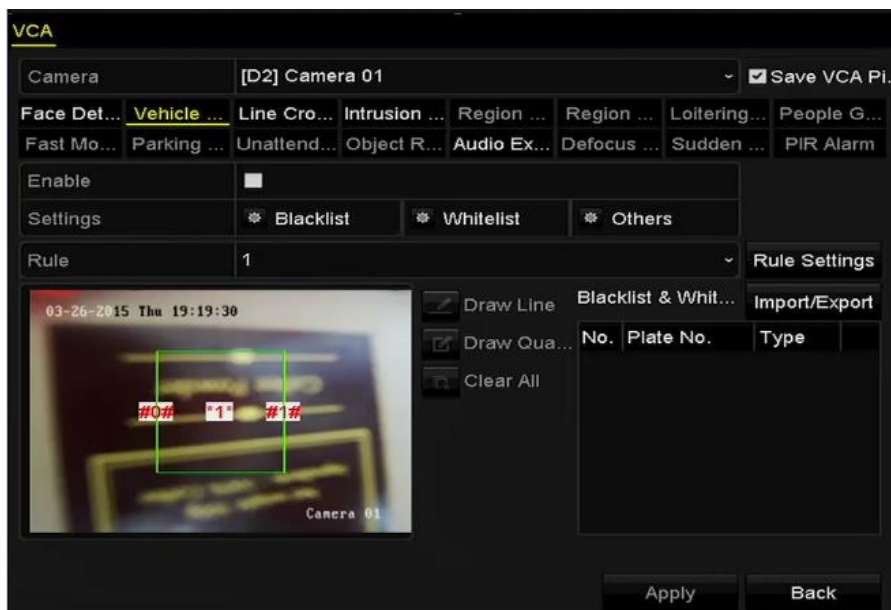 VCA
Camera [D2] Camera 01 Save VCA Pi.
Face Det... Vehicle ... Line Cro... Intrusion ... Region ... Region ... Loitering... People G...
Fast Mo... Parking ... Unattend... Object R... Audio Ex... Defocus ... Sudden ... PIR Alarm
Enable
Settings Blacklist Whitelist Others
Rule 1 Rule Settings
03-26-2015 Thu 19:19:30
Draw Line Blacklist & Whit... Import/Export
Draw Qua... No. Plate No. Type
Clear All
#0# *1* #1#
Camera 01
Apply Back